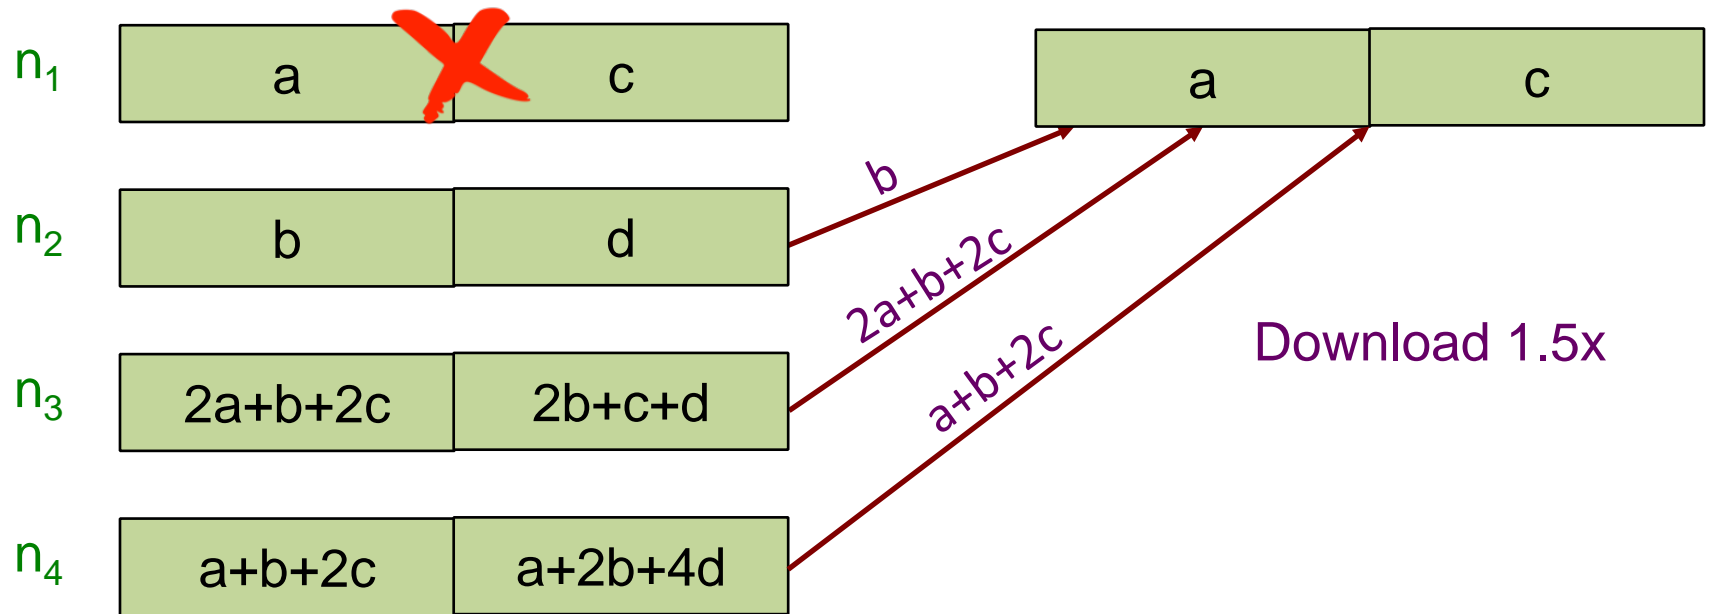 n₁ a c a c
b
n₂ b d
2a+b+2c
n₃ 2a+b+2c 2b+c+d
a+b+2c
Download 1.5x
n₄ a+b+2c a+2b+4d